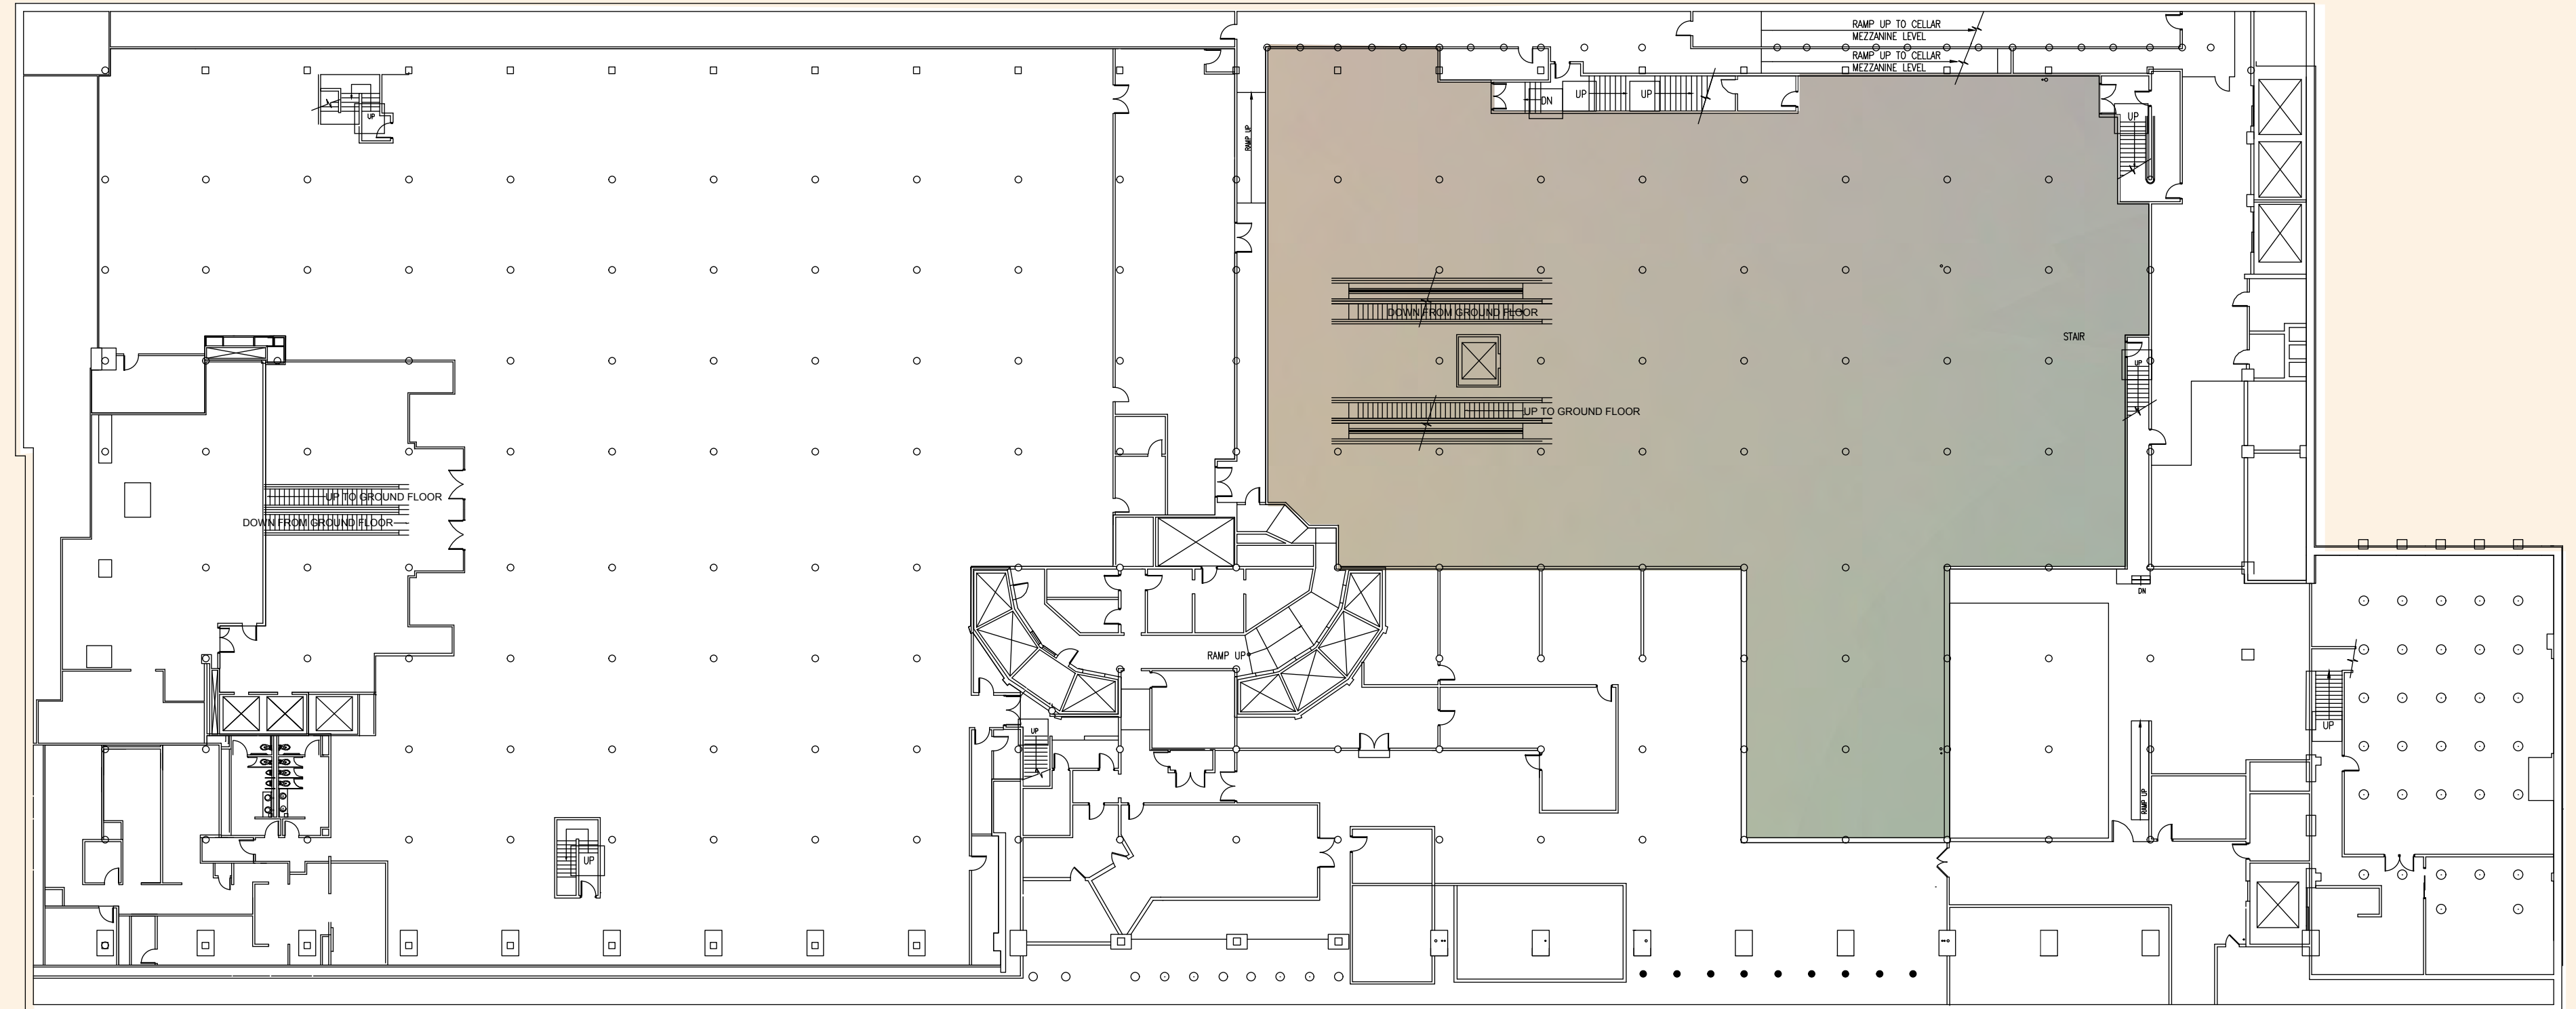 RAMP UP TO CELLAR
MEZZANINE LEVEL
RAMP UP TO CELLAR
MEZZANINE LEVEL
UP
DN
UP
UP
UP
RAMP UP
DOWN FROM GROUND FLOOR
STAIR
UP
UP TO GROUND FLOOR
UP TO GROUND FLOOR
DOWN FROM GROUND FLOOR
DN
RAMP UP
UP
UP
RAMP UP
UP